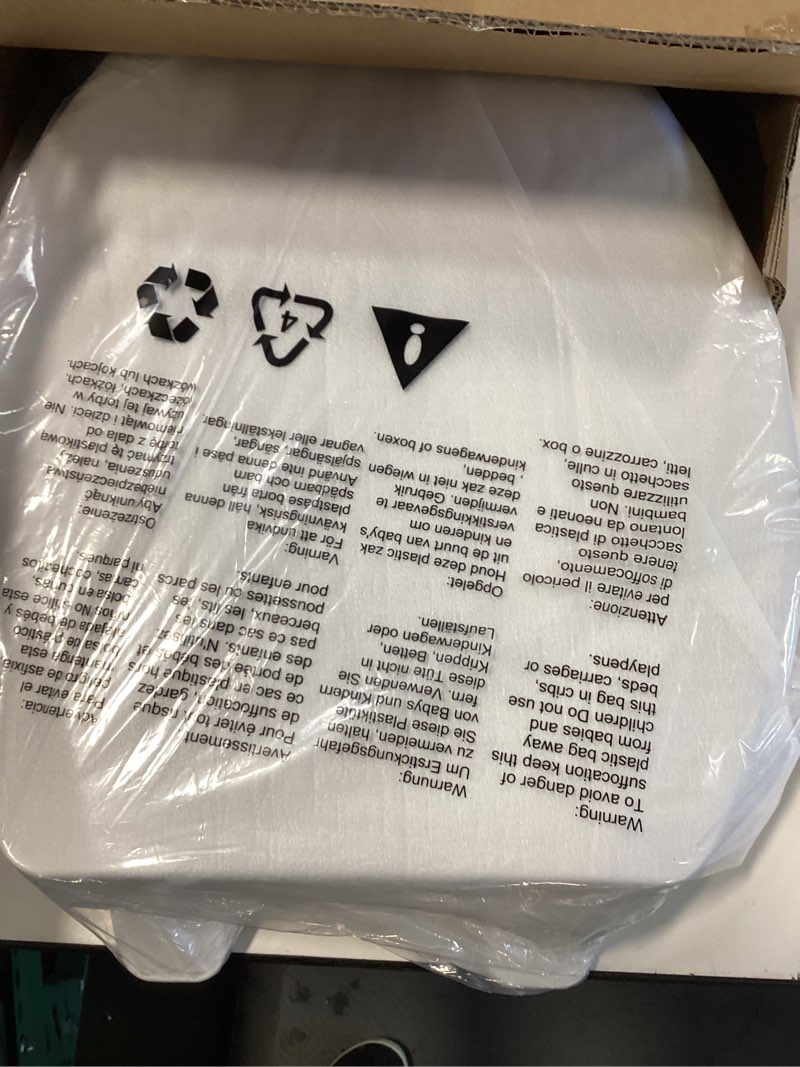 Warning:
To avoid danger of
suffocation keep this
plastic bag away
from babies and
children Do not use
this bag in cribs,
beds, carriages, or
playpens.
Warnung:
Um Erstickungsgefahr
zu vermeiden, halten,
Sie diese Plastiktüte
von Babys und Kindern
fern. Verwenden Sie
diese Tüte nicht in
Krippen, Betten,
Kinderwagen oder
Laufstallen.
Avertissement:
Pour éviter tout risque
de suffocation, gardez
ce sac en plastique hors
de portée des bébés et
des enfants. N'utilisez
pas ce sac dans les
berceaux, les lits, les
poussettes ou les parcs
pour enfants.
Advertencia:
Para evitar el
peligro de asfixia
mantenga esta
bolsa de plástico
alejada de bebés y
niños No utilice esta
bolsa en cunas,
camas, cochecitos
ni parques.
Attenzione:
per evitare il pericolo
di soffocamento,
tenere questo
sacchetto di plastica
lontano da neonati e
bambini. Non
utilizzare questo
sacchetto in culle,
letti, carrozzine o box.
Opgelet:
Houd deze plastic zak
uit de buurt van baby's
en kinderen om
verstikkingsgevaar te
vermijden. Gebruik
deze zak niet in wiegen
, bedden,
kinderwagens of boxen.
Varning:
För att undvika
kvävningsrisk, håll denna
plastpåse borta från
spädbarn och barn
Använd inte denna påse i
spjälsängar, sängar,
vagnar eller lekställningar.
Ostrzeżenie:
Aby uniknąć
niebezpieczeństwa
uduszenia, należy
trzymać tę plastikową
torbę z dala od
niemowląt i dzieci. Nie
używaj tej torby w
łóżeczkach, łóżkach,
wózkach lub kojcach.
i
4